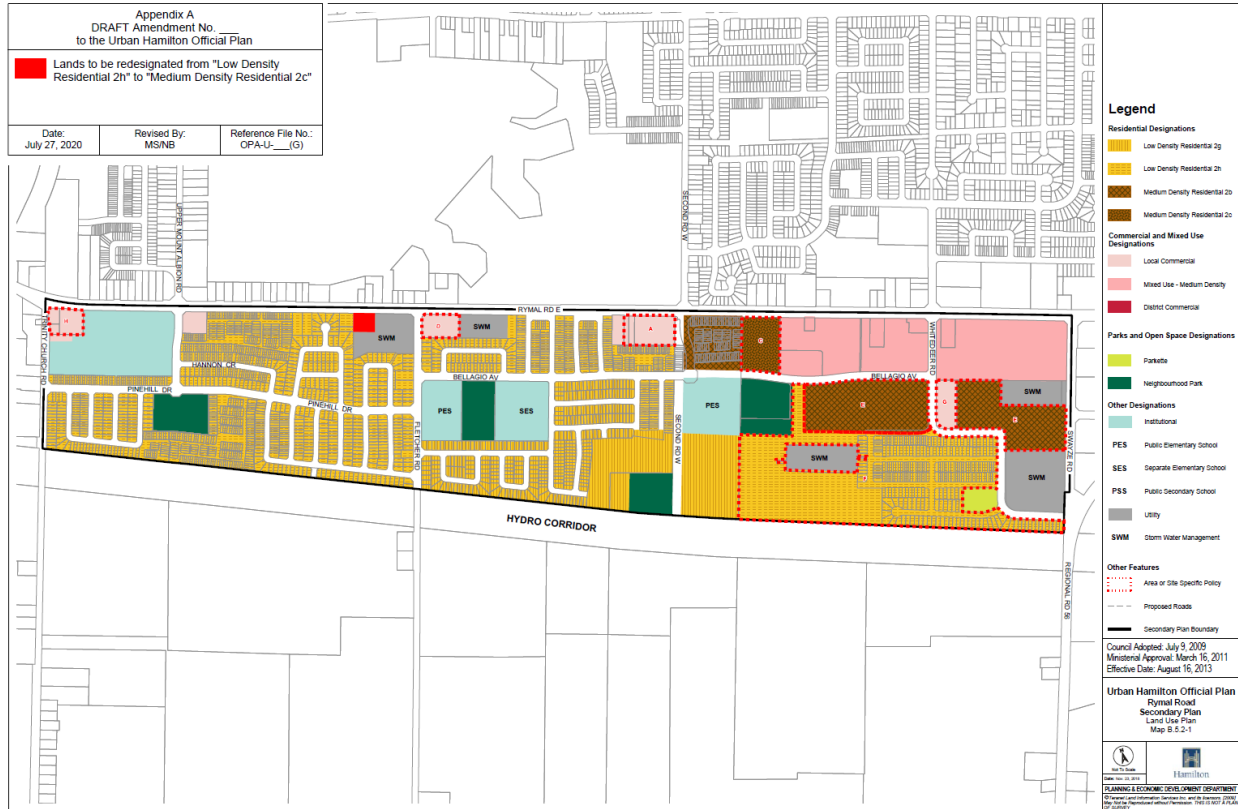 Appendix A
DRAFT Amendment No. ___
to the Urban Hamilton Official Plan
Lands to be redesignated from "Low Density
Residential 2h" to "Medium Density Residential 2c"
Date:
July 27, 2020
Revised By:
MS/NB
Reference File No.:
OPA-U-___(G)
UPPER MOUNT ALBION RD
SECOND RD W
RYMAL RD E
TRINITY CHURCH RD
H
SWM
SWM
A
C
WHITEDEER RD
HANNON CR
BELLAGIO AV
BELLAGIO AV
PINEHILL DR
PINEHILL DR
PES
SES
PES
SECOND RD W
FLETCHER RD
E
G
E
SWM
SWAYZE RD
SWM
SWM
HYDRO CORRIDOR
REGIONAL RD 56
Legend
Residential Designations
Low Density Residential 2g
Low Density Residential 2h
Medium Density Residential 2b
Medium Density Residential 2c
Commercial and Mixed Use
Designations
Local Commercial
Mixed Use - Medium Density
District Commercial
Parks and Open Space Designations
Parkette
Neighbourhood Park
Other Designations
Institutional
PES Public Elementary School
SES Separate Elementary School
PSS Public Secondary School
Utility
SWM Storm Water Management
Other Features
Area or Site Specific Policy
Proposed Roads
Secondary Plan Boundary
Council Adopted: July 9, 2009
Ministerial Approval: March 16, 2011
Effective Date: August 16, 2013
Urban Hamilton Official Plan
Rymal Road
Secondary Plan
Land Use Plan
Map B.5.2-1
Not To Scale
Hamilton
PLANNING & ECONOMIC DEVELOPMENT DEPARTMENT